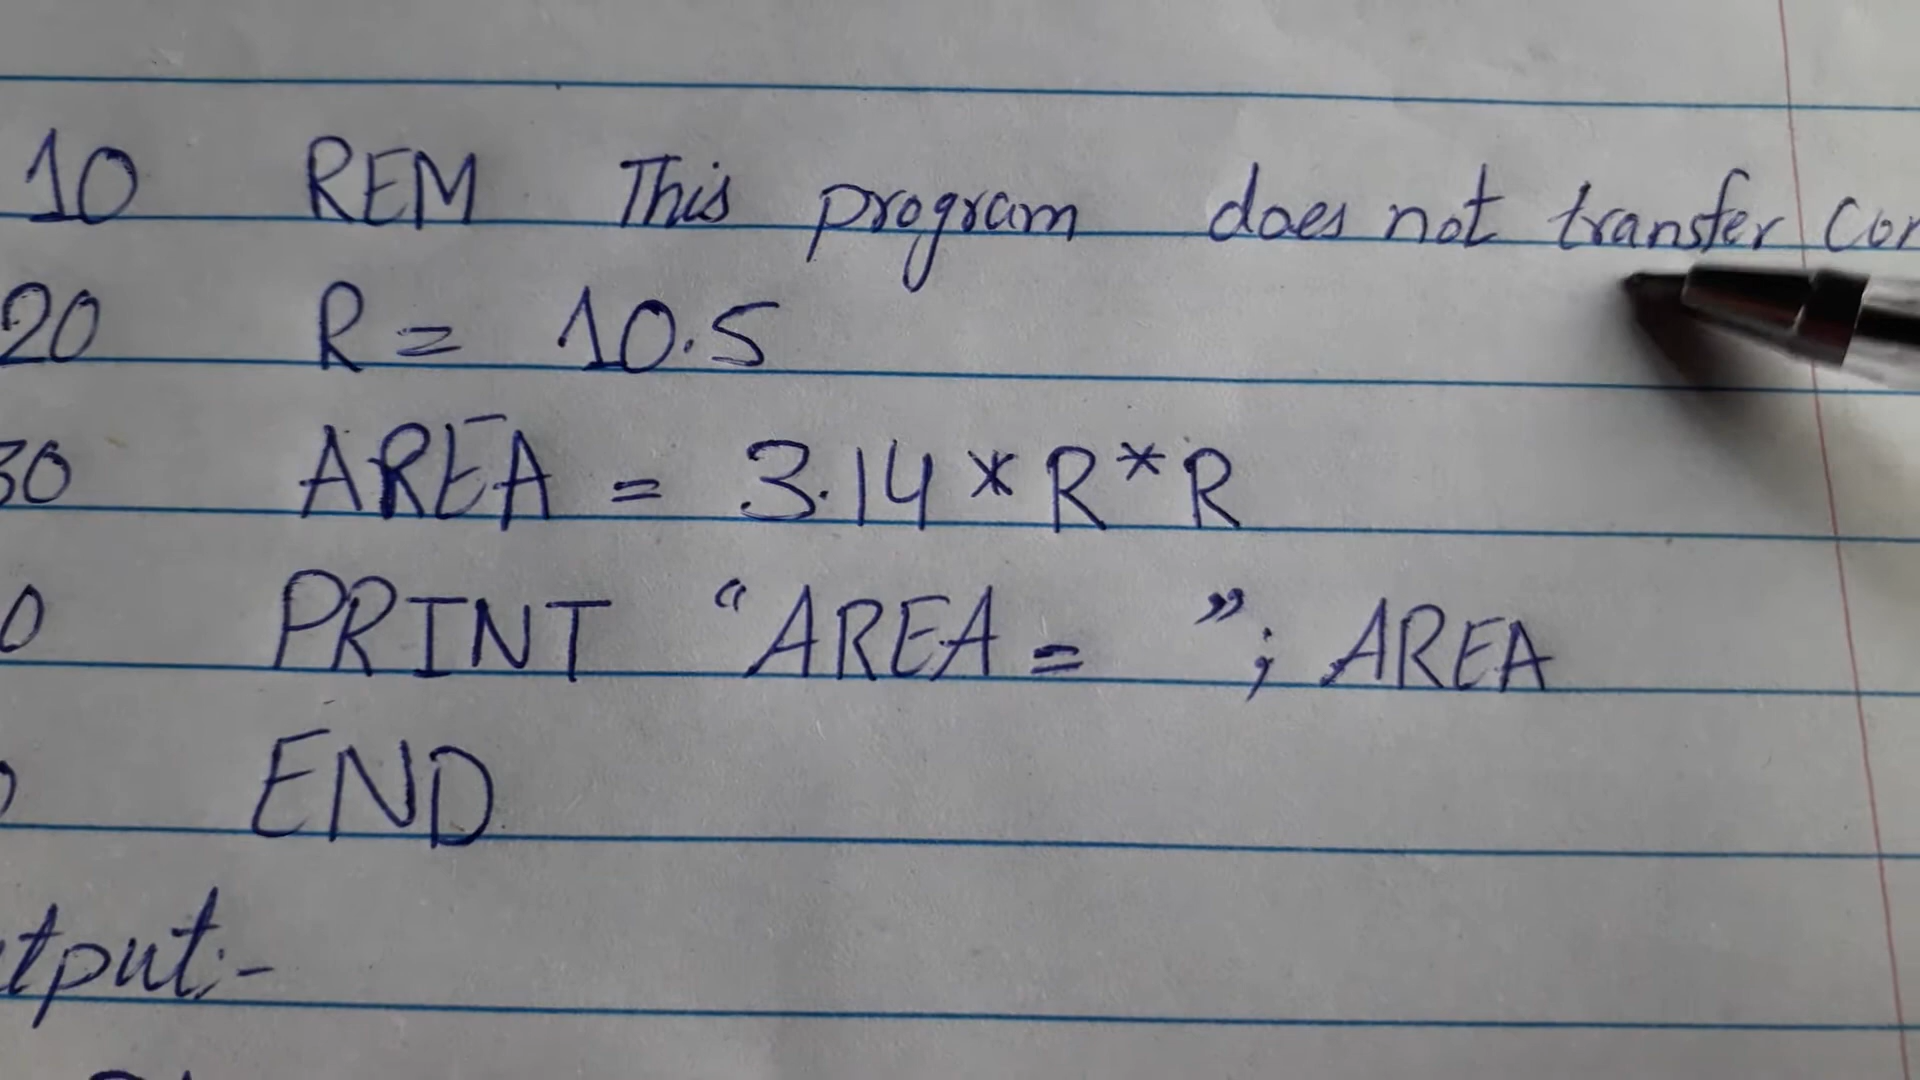 10 REM This program does not transfer
20 R = 10.5
30 AREA = 3.14*R*R
0 PRINT "AREA = "; AREA
END
tput:-